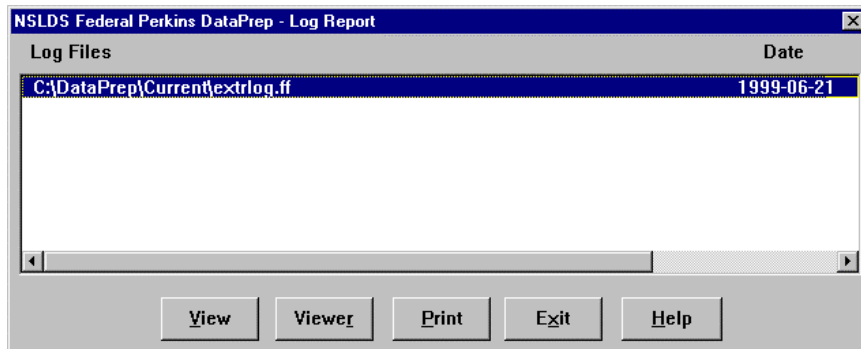 NSLDS Federal Perkins DataPrep - Log Report
Log Files Date
C:\DataPrep\Current\extrlog.ff 1999-06-21
View Viewer Print Exit Help